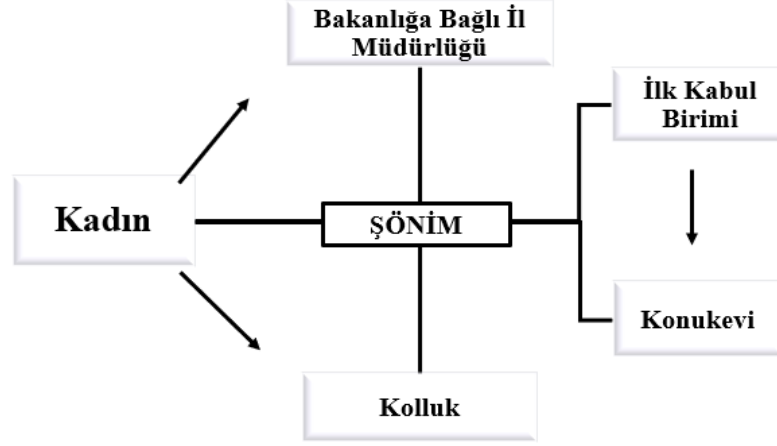 Bakanlığa Bağlı İl
Müdürlüğü
İlk Kabul
Birimi
Kadın
ŞÖNİM
Konukevi
Kolluk